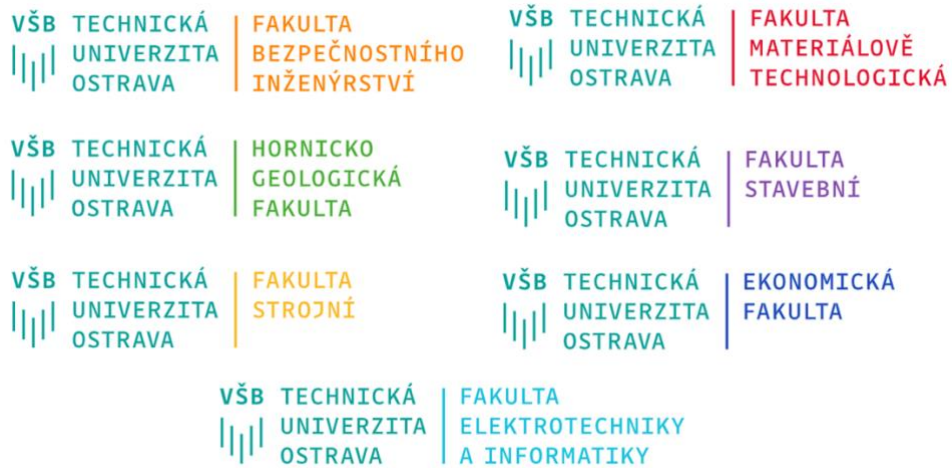 VŠB TECHNICKÁ
UNIVERZITA
OSTRAVA
FAKULTA
BEZPEČNOSTNÍHO
INŽENÝRSTVÍ
VŠB TECHNICKÁ
UNIVERZITA
OSTRAVA
FAKULTA
MATERIÁLOVĚ
TECHNOLOGICKÁ
VŠB TECHNICKÁ
UNIVERZITA
OSTRAVA
HORNICKO
GEOLOGICKÁ
FAKULTA
VŠB TECHNICKÁ
UNIVERZITA
OSTRAVA
FAKULTA
STAVEBNÍ
VŠB TECHNICKÁ
UNIVERZITA
OSTRAVA
FAKULTA
STROJNÍ
VŠB TECHNICKÁ
UNIVERZITA
OSTRAVA
EKONOMICKÁ
FAKULTA
VŠB TECHNICKÁ
UNIVERZITA
OSTRAVA
FAKULTA
ELEKTROTECHNIKY
A INFORMATIKY